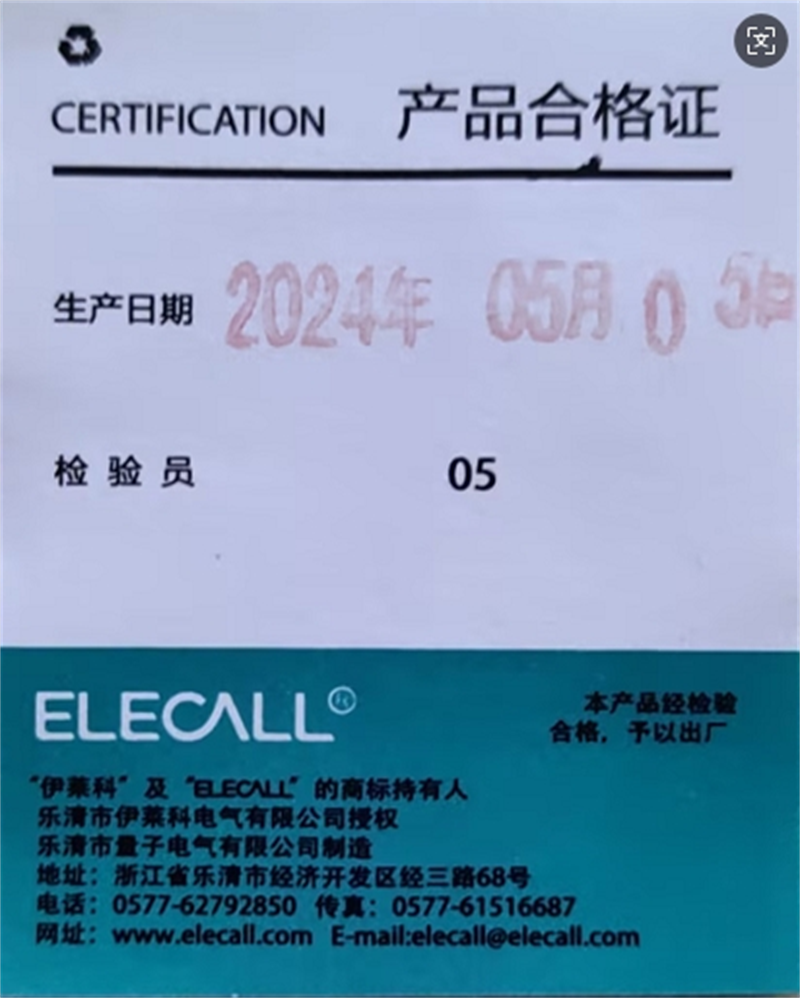 CERTIFICATION 产品合格证
生产日期 2024年 05月 0 5日
检验员 05
ELECALL®
本产品经检验
合格，予以出厂
"伊莱科" 及 "ELECALL" 的商标持有人
乐清市伊莱科电气有限公司授权
乐清市量子电气有限公司制造
地址：浙江省乐清市经济开发区经三路68号
电话：0577-62792850 传真：0577-61516687
网址：www.elecall.com E-mail:elecall@elecall.com